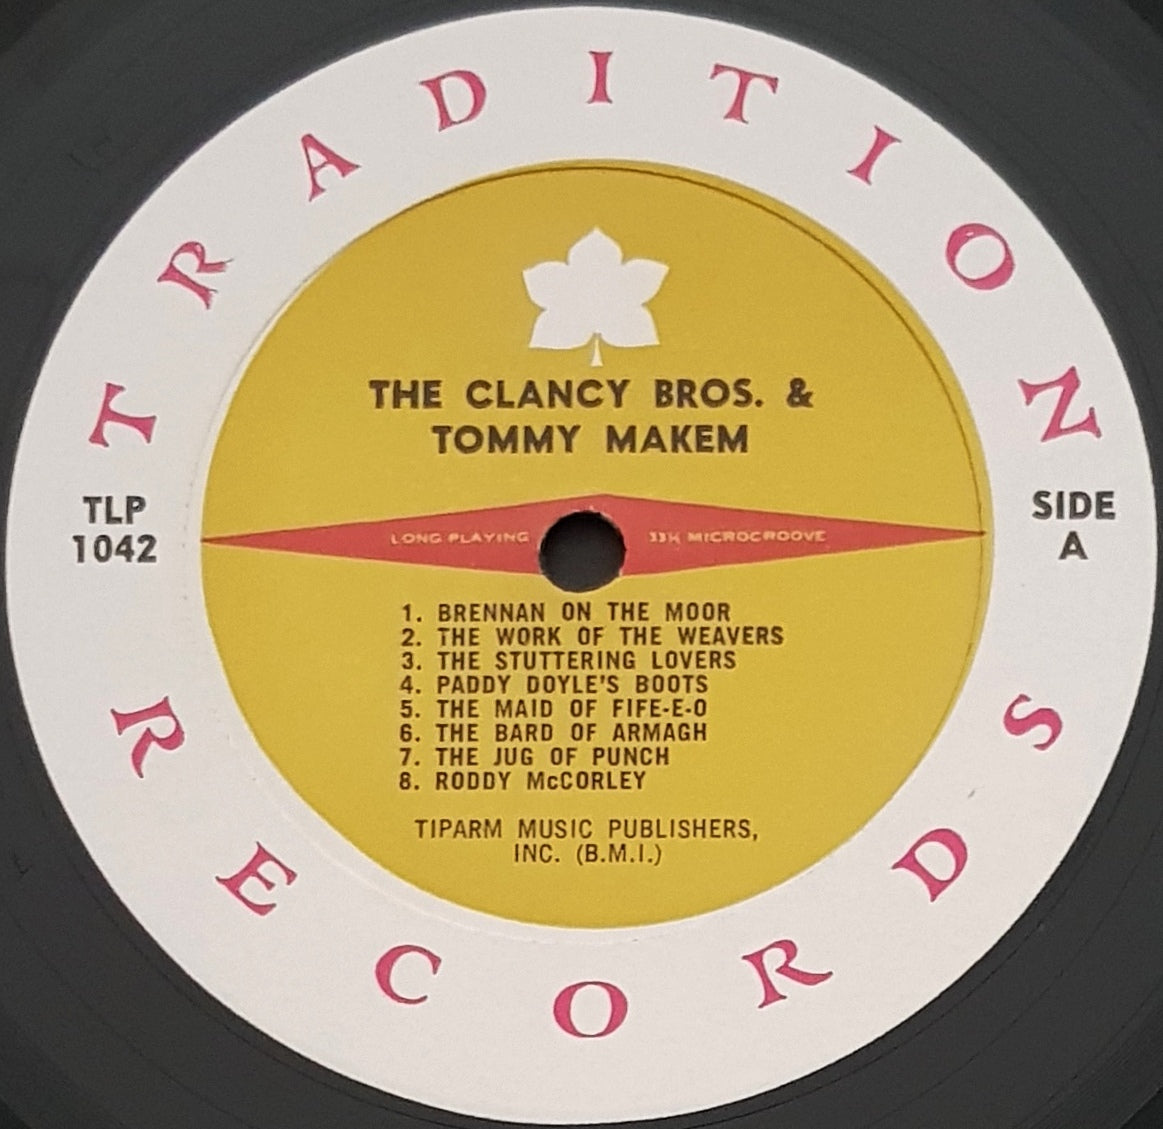 TRADITION
THE CLANCY BROS. &
TOMMY MAKEM
TLP
1042
SIDE
A
LONG PLAYING 33⅓ MICROGROOVE
1. BRENNAN ON THE MOOR
2. THE WORK OF THE WEAVERS
3. THE STUTTERING LOVERS
4. PADDY DOYLE'S BOOTS
5. THE MAID OF FIFE-E-O
6. THE BARD OF ARMAGH
7. THE JUG OF PUNCH
8. RODDY McCORLEY
TIPARM MUSIC PUBLISHERS,
INC. (B.M.I.)
RECORDS